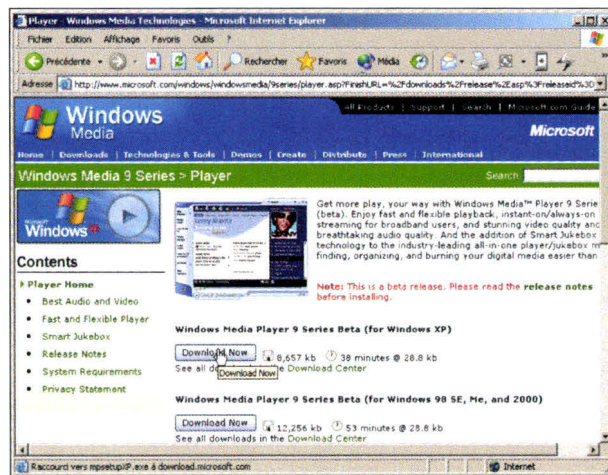 Player - Windows Media Technologies - Microsoft Internet Explorer
Fichier Edition Affichage Favoris Outils ?
Précédente Rechercher Favoris Média
Adresse http://www.microsoft.com/windows/windowsmedia/9series/player.asp?FinishURL=%2Fdownloads%2Frelease%2Easp%3Freleaseid%3D
All Products | Support | Search | Microsoft.com Guide
Windows
Media
Microsoft
Home | Downloads | Technologies & Tools | Demos | Create | Distribute | Press | International
Windows Media 9 Series > Player
Search
Windows xp
Get more play, your way with Windows Media™ Player 9 Serie
(beta). Enjoy fast and flexible playback, instant-on/always-on
streaming for broadband users, and stunning video quality and
breathtaking audio quality. And the addition of Smart Jukebox
technology to the industry-leading all-in-one player/jukebox m
finding, organizing, and burning your digital media easier than
Note: This is a beta release. Please read the release notes
before installing.
Contents
Player Home
Best Audio and Video
Fast and Flexible Player
Smart Jukebox
Release Notes
System Requirements
Privacy Statement
Windows Media Player 9 Series Beta (for Windows XP)
Download Now 8,657 kb 38 minutes @ 28.8 kb
See all do e Download Center
Download Now
Windows Media Player 9 Series Beta (for Windows 98 SE, Me, and 2000)
Download Now 12,256 kb 53 minutes @ 28.8 kb
See all downloads in the Download Center
Raccourci vers mpsetupXP.exe à download.microsoft.com
Internet